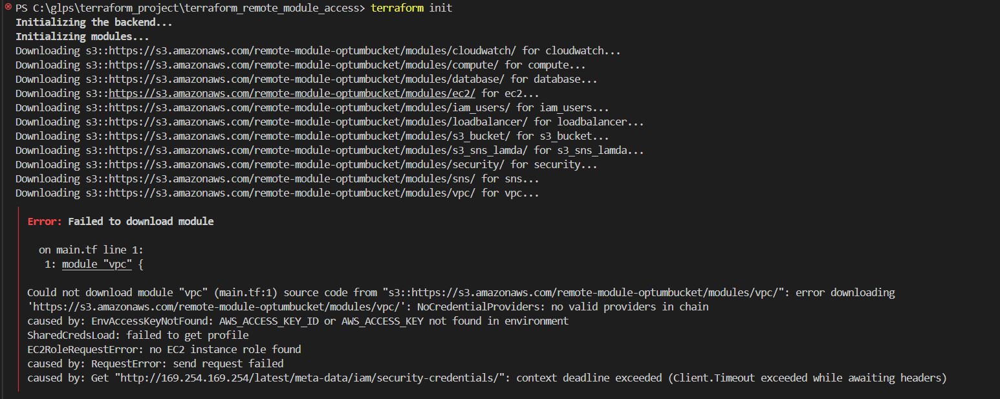 PS C:\glps\terraform_project\terraform_remote_module_access> terraform init
Initializing the backend...
Initializing modules...
Downloading s3::https://s3.amazonaws.com/remote-module-optumbucket/modules/cloudwatch/ for cloudwatch...
Downloading s3::https://s3.amazonaws.com/remote-module-optumbucket/modules/compute/ for compute...
Downloading s3::https://s3.amazonaws.com/remote-module-optumbucket/modules/database/ for database...
Downloading s3::https://s3.amazonaws.com/remote-module-optumbucket/modules/ec2/ for ec2...
Downloading s3::https://s3.amazonaws.com/remote-module-optumbucket/modules/iam_users/ for iam_users...
Downloading s3::https://s3.amazonaws.com/remote-module-optumbucket/modules/loadbalancer/ for loadbalancer...
Downloading s3::https://s3.amazonaws.com/remote-module-optumbucket/modules/s3_bucket/ for s3_bucket...
Downloading s3::https://s3.amazonaws.com/remote-module-optumbucket/modules/s3_sns_lamda/ for s3_sns_lamda...
Downloading s3::https://s3.amazonaws.com/remote-module-optumbucket/modules/security/ for security...
Downloading s3::https://s3.amazonaws.com/remote-module-optumbucket/modules/sns/ for sns...
Downloading s3::https://s3.amazonaws.com/remote-module-optumbucket/modules/vpc/ for vpc...
Error: Failed to download module
on main.tf line 1:
1: module "vpc" {
Could not download module "vpc" (main.tf:1) source code from "s3::https://s3.amazonaws.com/remote-module-optumbucket/modules/vpc/": error downloading
'https://s3.amazonaws.com/remote-module-optumbucket/modules/vpc/': NoCredentialProviders: no valid providers in chain
caused by: EnvAccessKeyNotFound: AWS_ACCESS_KEY_ID or AWS_ACCESS_KEY not found in environment
SharedCredsLoad: failed to get profile
EC2RoleRequestError: no EC2 instance role found
caused by: RequestError: send request failed
caused by: Get "http://169.254.169.254/latest/meta-data/iam/security-credentials/": context deadline exceeded (Client.Timeout exceeded while awaiting headers)